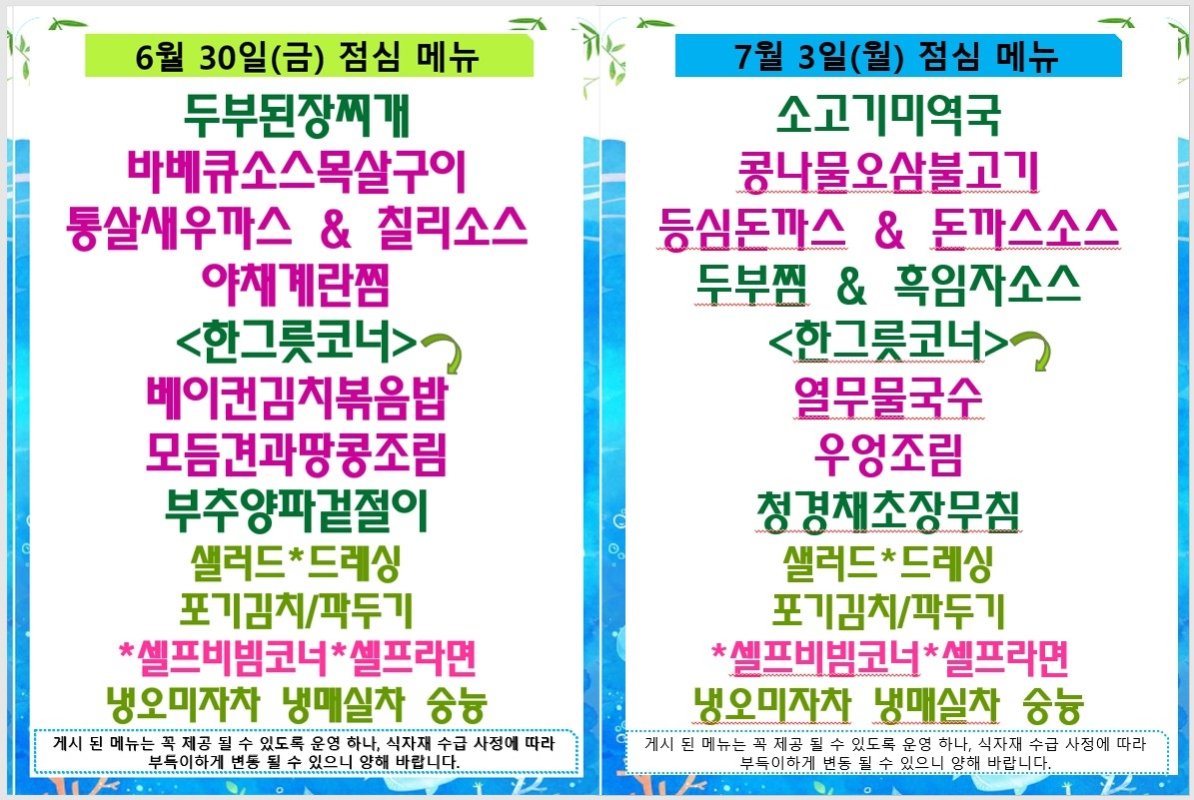 6월 30일(금) 점심 메뉴
두부된장찌개
바베큐소스목살구이
통살새우까스 & 칠리소스
야채계란찜
<한그릇코너>
베이컨김치볶음밥
모듬견과땅콩조림
부추양파겉절이
샐러드*드레싱
포기김치/깍두기
*셀프비빔코너*셀프라면
냉오미자차 냉매실차 숭늉
게시 된 메뉴는 꼭 제공 될 수 있도록 운영 하나, 식자재 수급 사정에 따라
부득이하게 변동 될 수 있으니 양해 바랍니다.
7월 3일(월) 점심 메뉴
소고기미역국
콩나물오삼불고기
등심돈까스 & 돈까스소스
두부찜 & 흑임자소스
<한그릇코너>
열무물국수
우엉조림
청경채초장무침
샐러드*드레싱
포기김치/깍두기
*셀프비빔코너*셀프라면
냉오미자차 냉매실차 숭늉
게시 된 메뉴는 꼭 제공 될 수 있도록 운영 하나, 식자재 수급 사정에 따라
부득이하게 변동 될 수 있으니 양해 바랍니다.